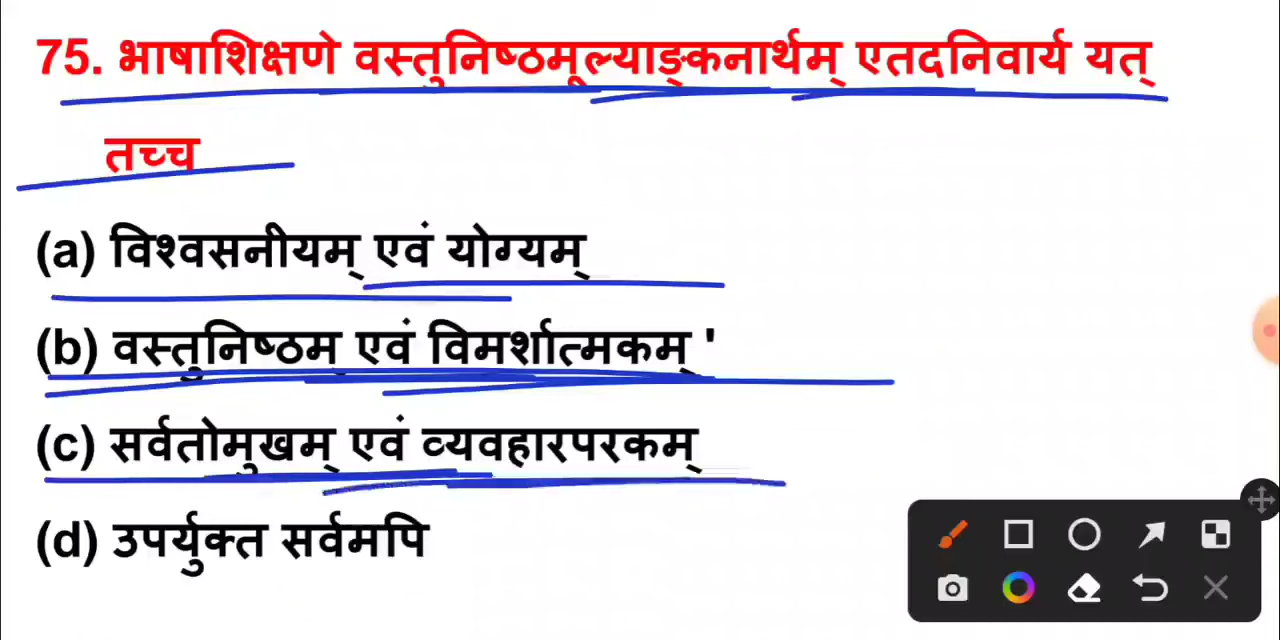 75. भाषाशिक्षणे वस्तुनिष्ठमूल्याङ्कनार्थम् एतदनिवार्य यत्
तच्च
(a) विश्वसनीयम् एवं योग्यम्
(b) वस्तुनिष्ठम् एवं विमर्शात्मकम् '
(c) सर्वतोमुखम् एवं व्यवहारपरकम्
(d) उपर्युक्त सर्वमपि